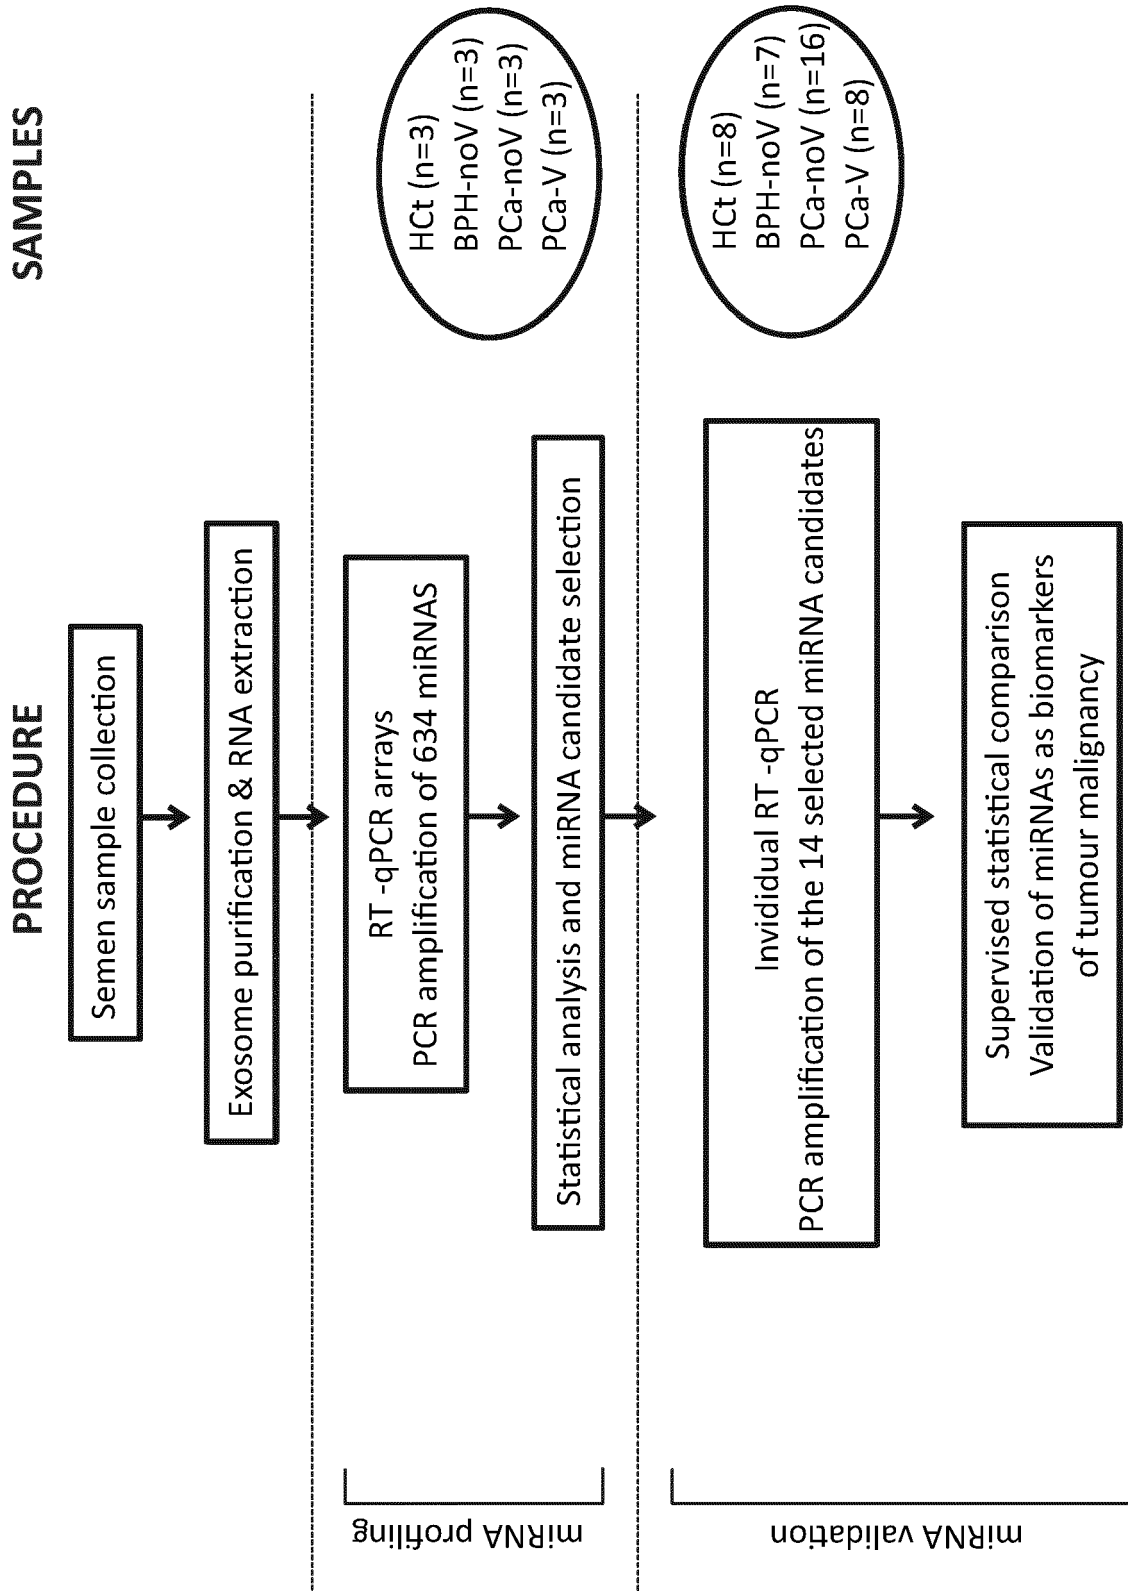 PROCEDURE
SAMPLES
Semen sample collection
Exosome purification & RNA extraction
miRNA profiling
RT -qPCR arrays
PCR amplification of 634 miRNAS
Statistical analysis and miRNA candidate selection
HCt (n=3)
BPH-noV (n=3)
PCa-noV (n=3)
PCa-V (n=3)
miRNA validation
Invididual RT -qPCR
PCR amplification of the 14 selected miRNA candidates
Supervised statistical comparison
Validation of miRNAs as biomarkers
of tumour malignancy
HCt (n=8)
BPH-noV (n=7)
PCa-noV (n=16)
PCa-V (n=8)